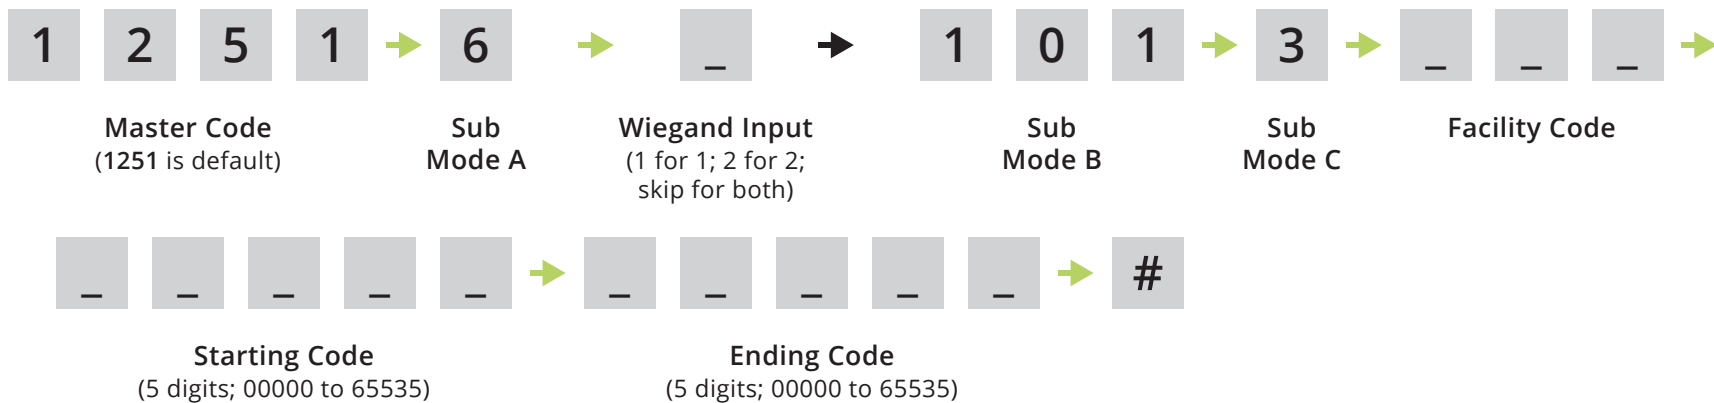 1 2 5 1 6 _ 1 0 1 3 _ _ _
Master Code
(1251 is default)
Sub
Mode A
Wiegand Input
(1 for 1; 2 for 2;
skip for both)
Sub
Mode B
Sub
Mode C
Facility Code
_ _ _ _ _ _ _ _ _ _ #
Starting Code
(5 digits; 00000 to 65535)
Ending Code
(5 digits; 00000 to 65535)